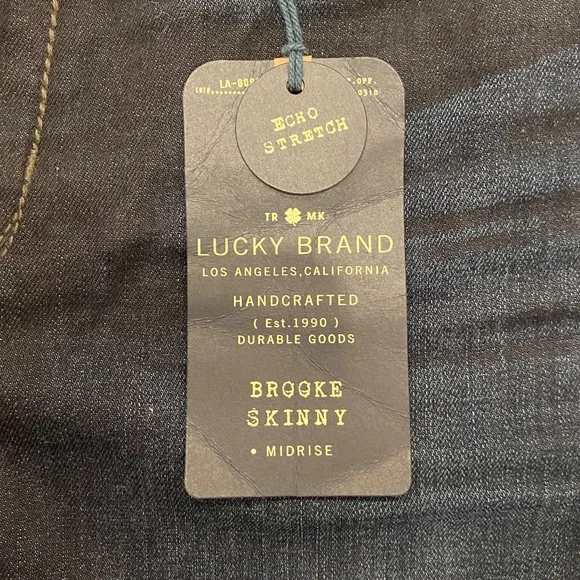 ECHO
STRETCH
TR MK
LUCKY BRAND
LOS ANGELES, CALIFORNIA
HANDCRAFTED
( Est.1990 )
DURABLE GOODS
BROOKE
SKINNY
• MIDRISE